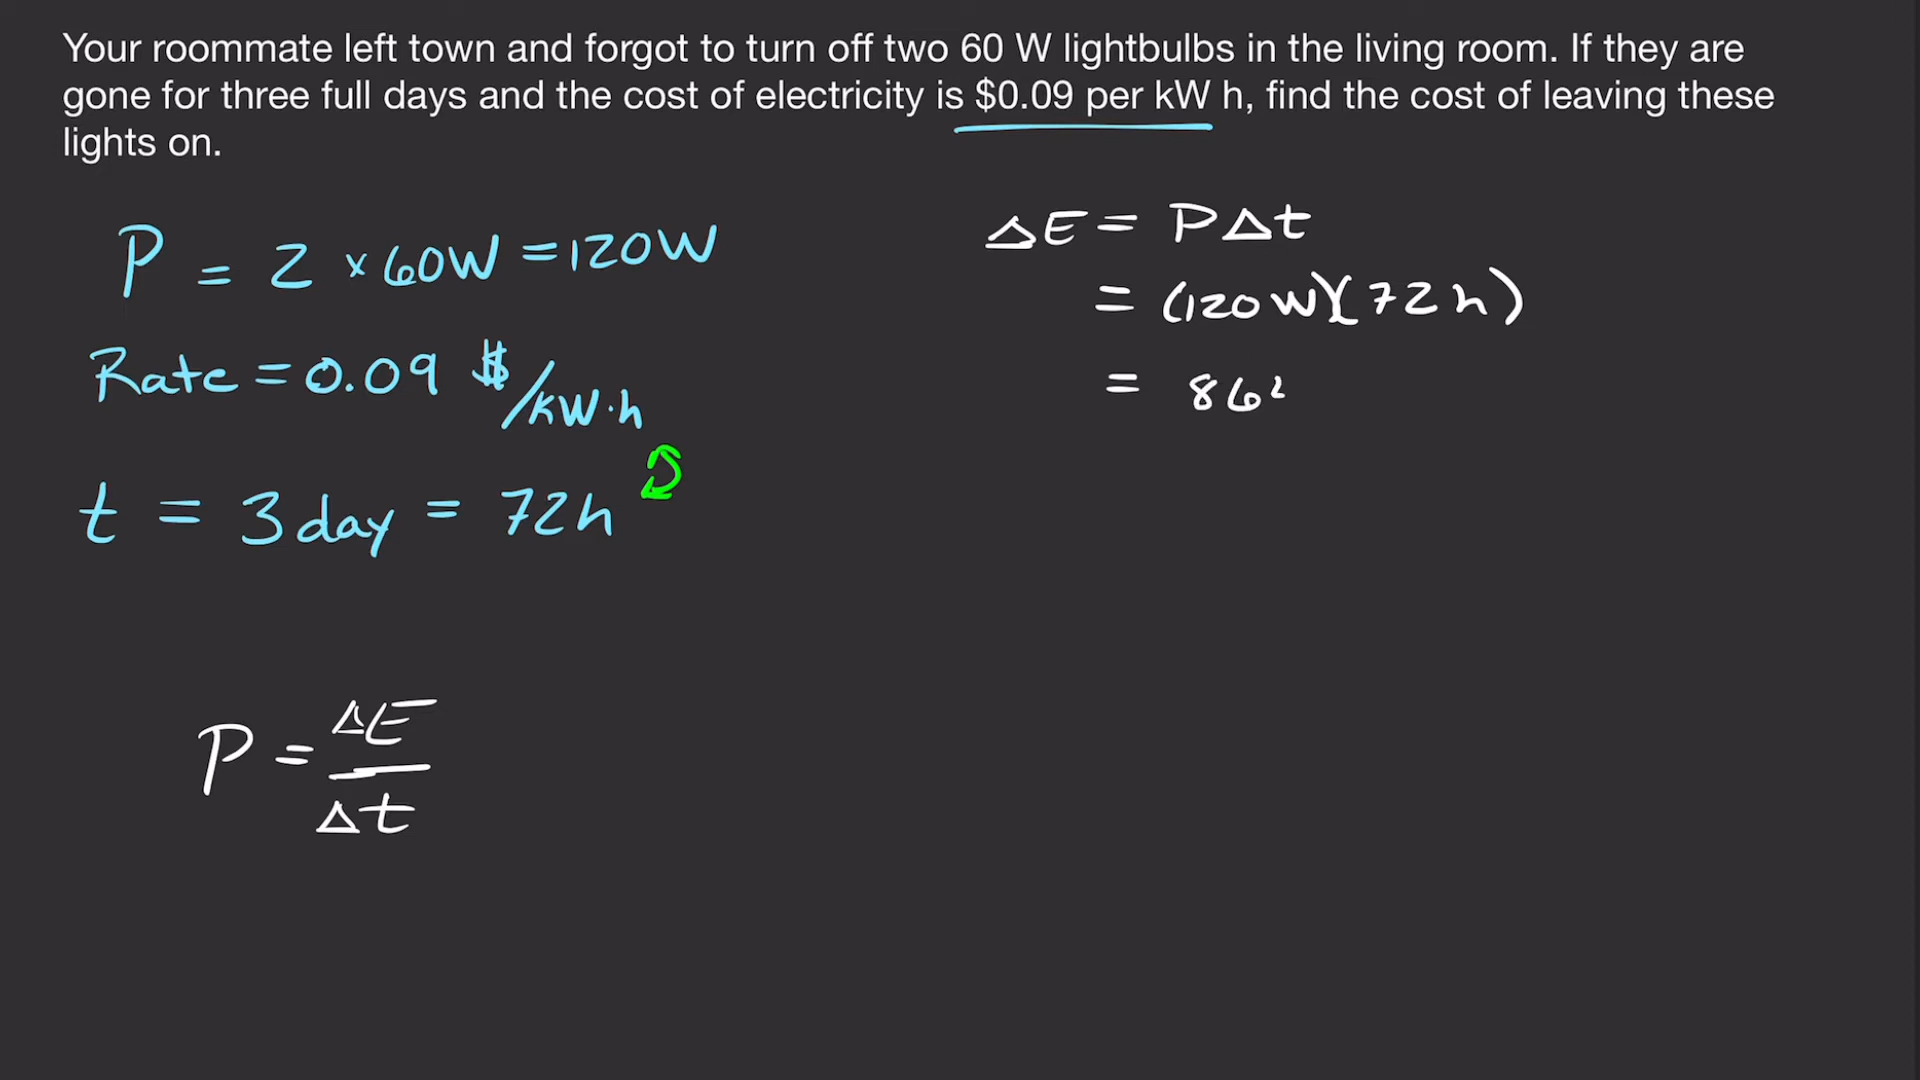 Your roommate left town and forgot to turn off two 60 W lightbulbs in the living room. If they are
gone for three full days and the cost of electricity is $0.09 per kW h, find the cost of leaving these
lights on.
P = 2 × 60W = 120W
Rate = 0.09 $/kW·h
t = 3 day = 72h
P = ΔE/Δt
ΔE = PΔt
= (120W)(72h)
= 86